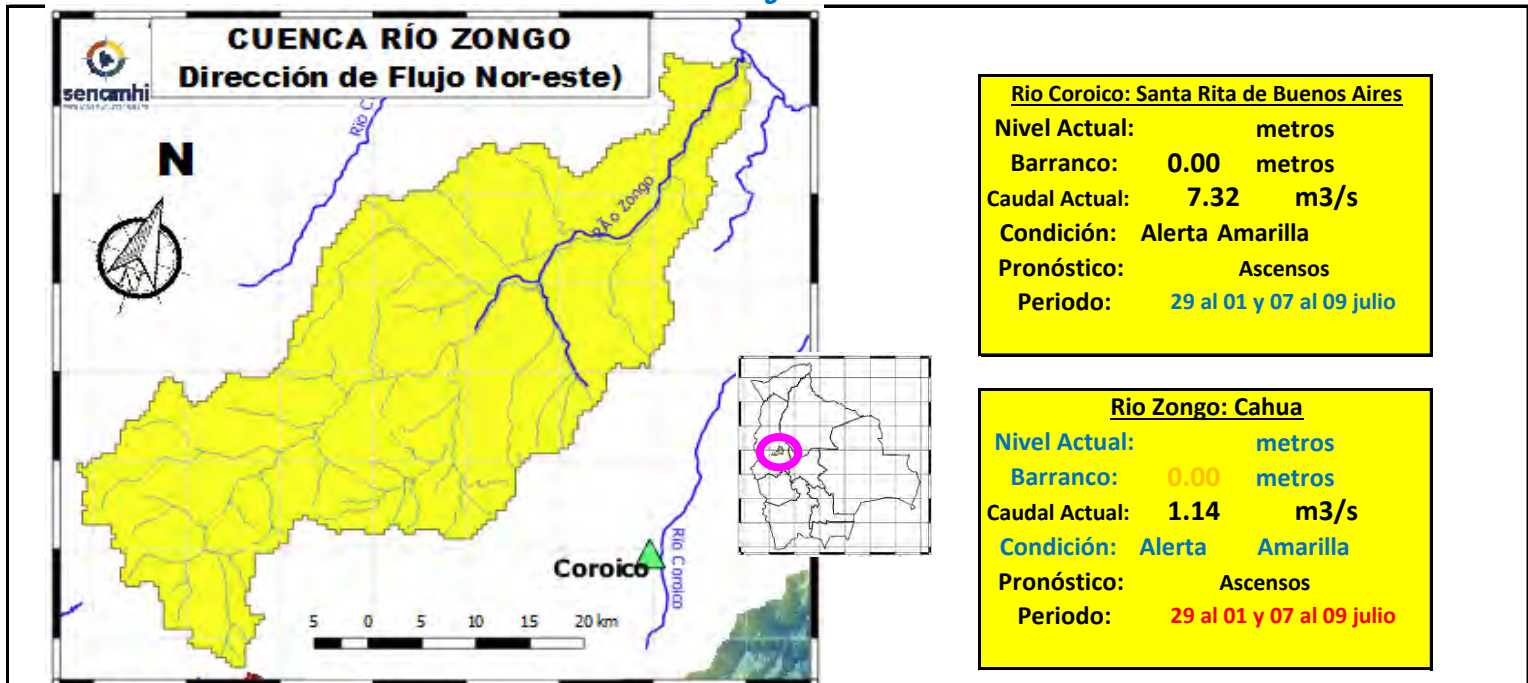 CUENCA RÍO ZONGO
Dirección de Flujo Nor-este)
senamhi
Río C
N
RÃ­o Zongo
Coroico
Río Coroico
5 0 5 10 15 20 km
Rio Coroico: Santa Rita de Buenos Aires
Nivel Actual: metros
Barranco: 0.00 metros
Caudal Actual: 7.32 m3/s
Condición: Alerta Amarilla
Pronóstico: Ascensos
Periodo: 29 al 01 y 07 al 09 julio
Rio Zongo: Cahua
Nivel Actual: metros
Barranco: 0.00 metros
Caudal Actual: 1.14 m3/s
Condición: Alerta Amarilla
Pronóstico: Ascensos
Periodo: 29 al 01 y 07 al 09 julio